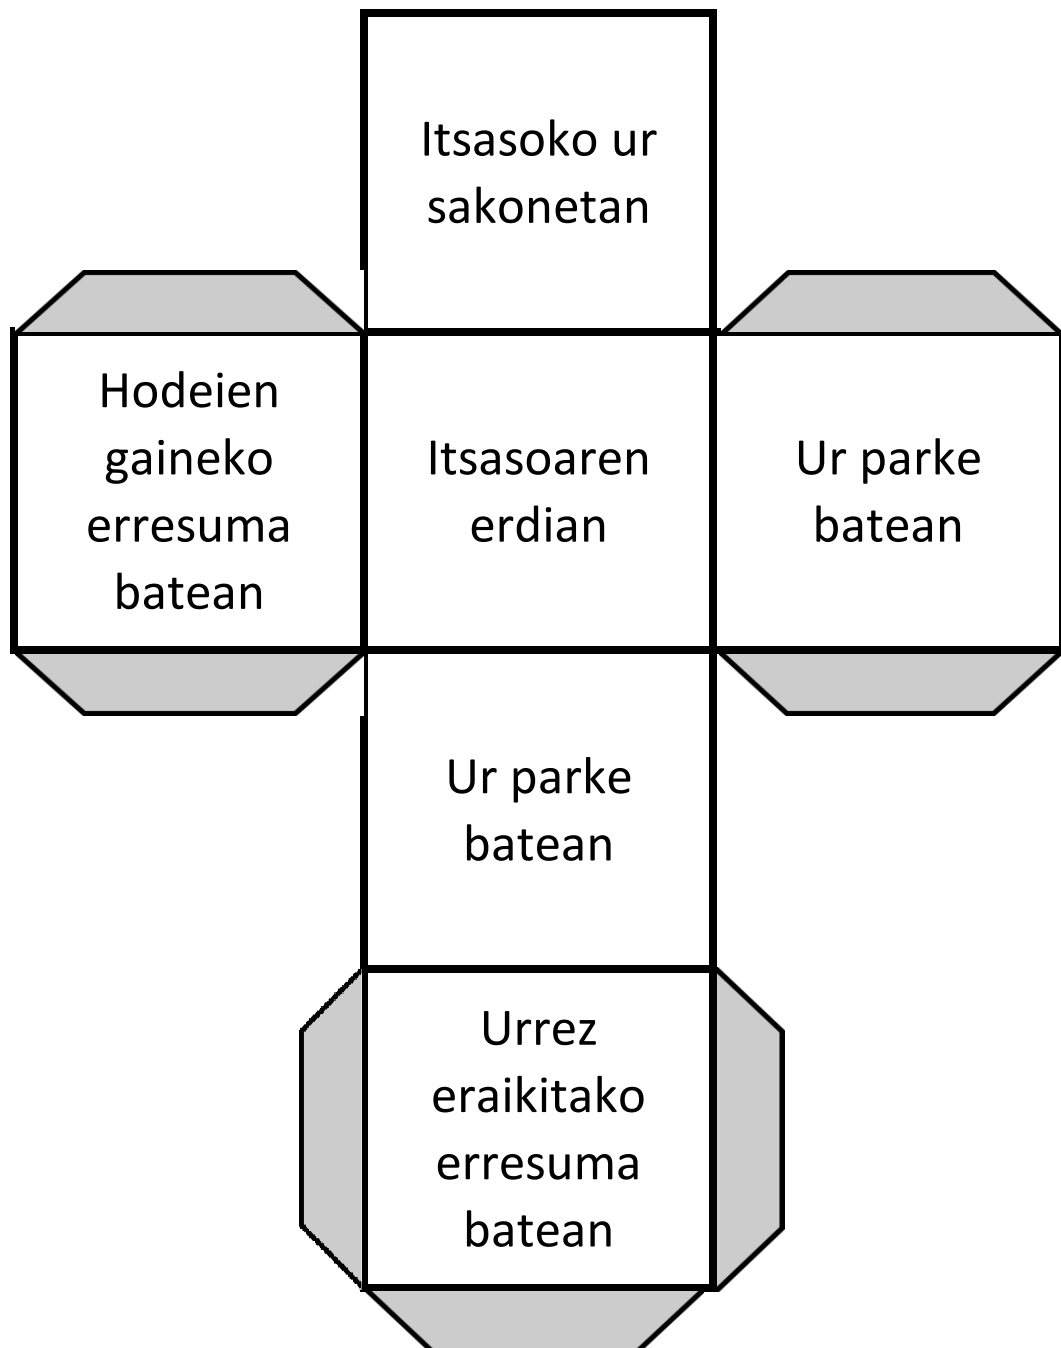 Itsasoko ur
sakonetan
Hodeien
gaineko
erresuma
batean
Itsasoaren
erdian
Ur parke
batean
Ur parke
batean
Urrez
eraikitako
erresuma
batean